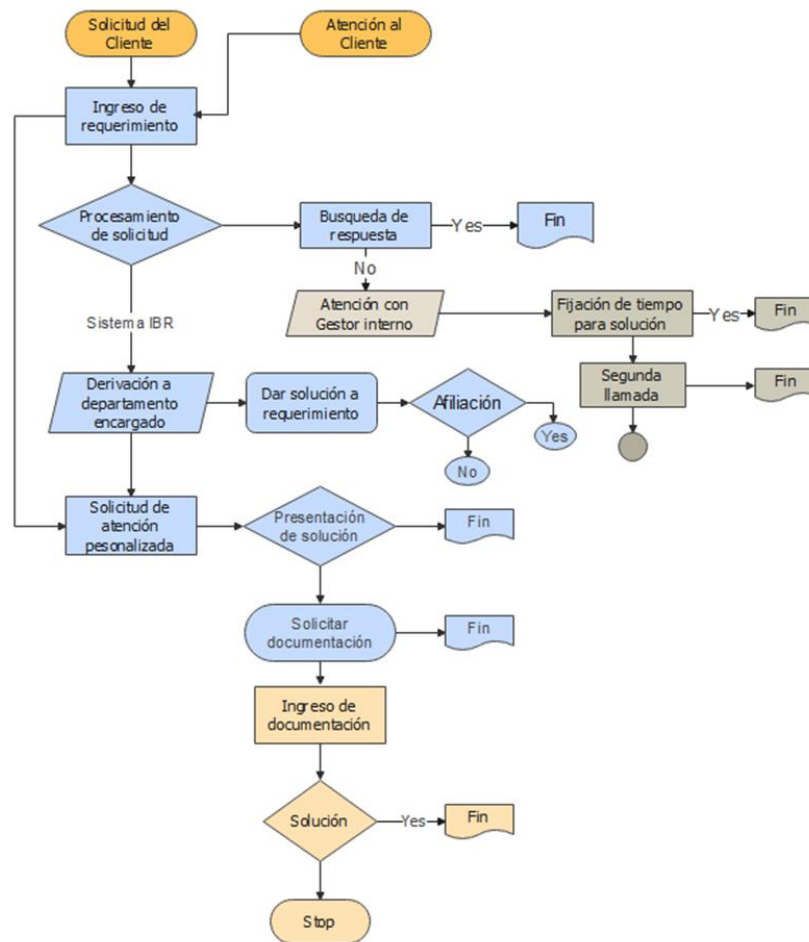 Solicitud del
Cliente
Atención al
Cliente
Ingreso de
requerimiento
Procesamiento
de solicitud
Busqueda de
respuesta
Yes
Fin
No
Atención con
Gestor interno
Fijación de tiempo
para solución
Yes
Fin
Sistema IBR
Segunda
llamada
Fin
Derivación a
departamento
encargado
Dar solución a
requerimiento
Afiliación
Yes
No
Solicitud de
atención
pesonalizada
Presentación
de solución
Fin
Solicitar
documentación
Fin
Ingreso de
documentación
Solución
Yes
Fin
Stop